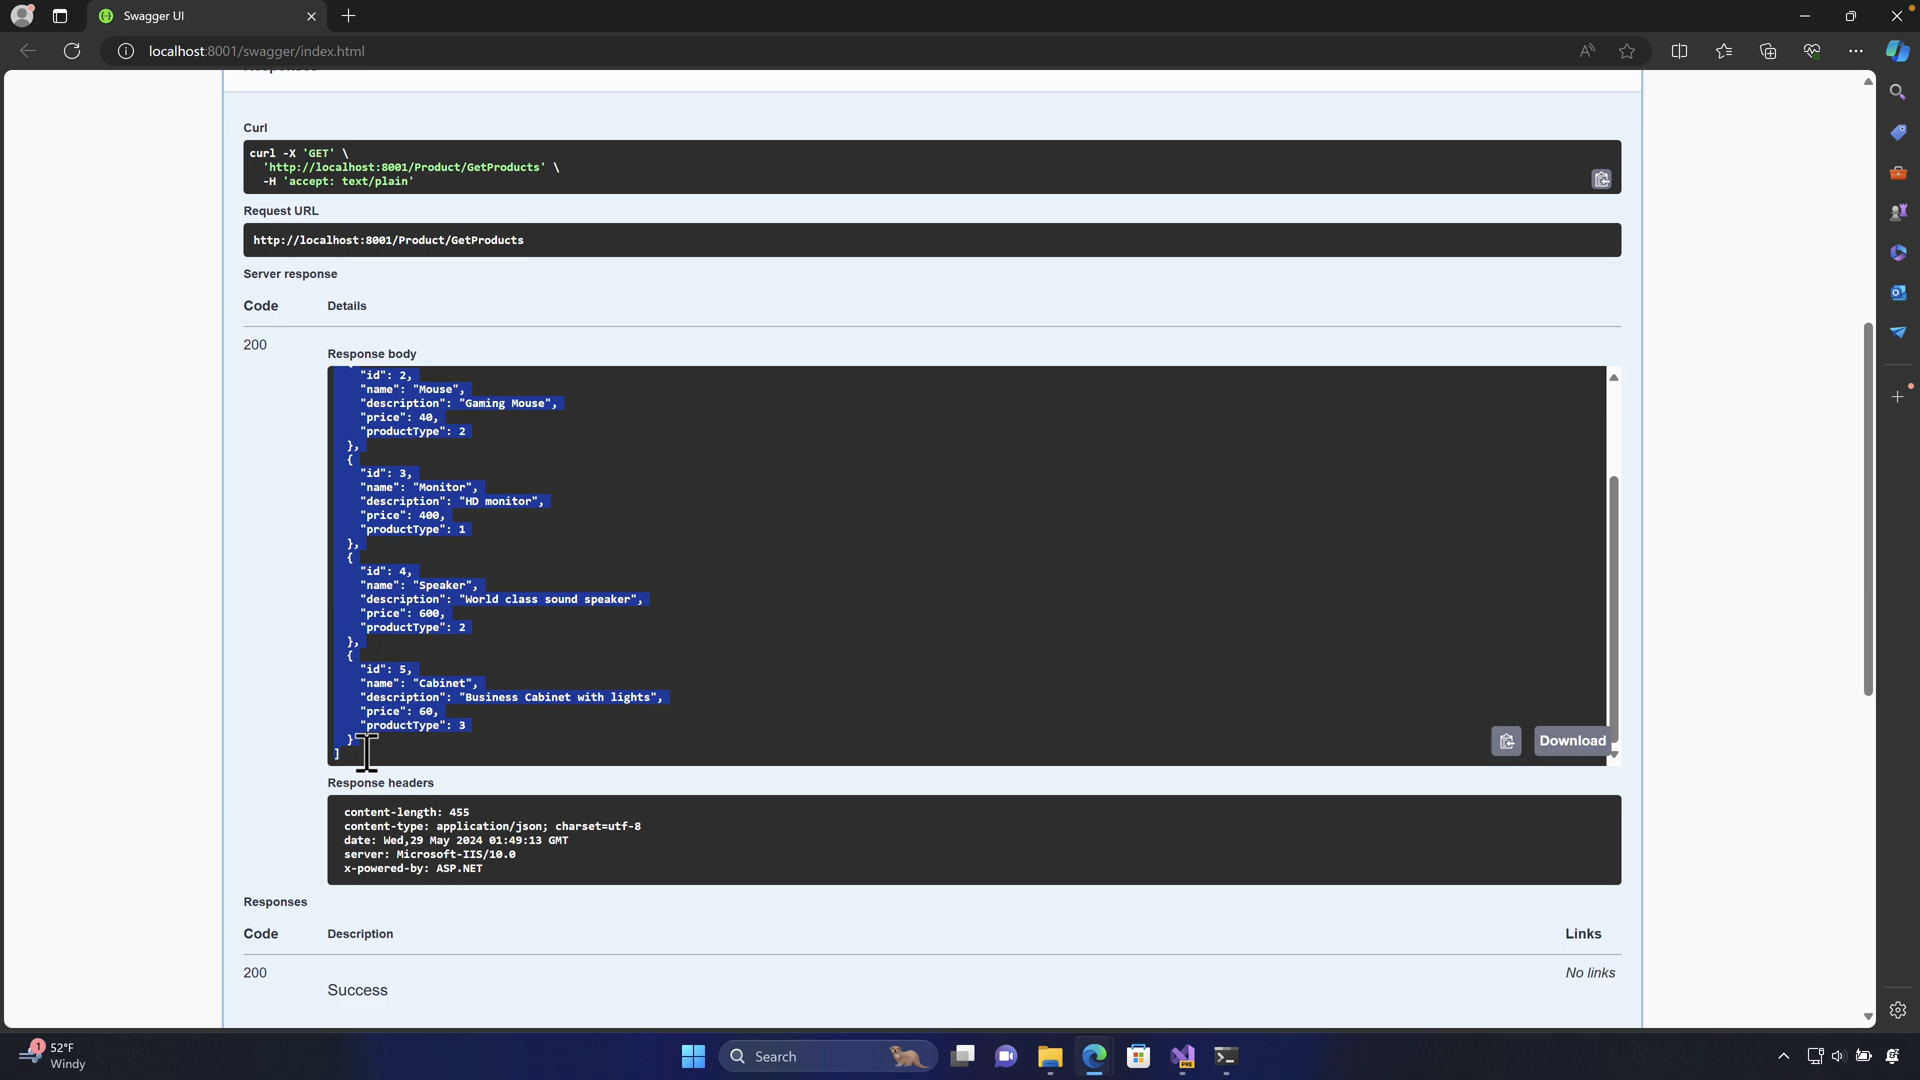 Swagger UI
localhost:8001/swagger/index.html
Responses
Curl
curl -X 'GET' \
'http://localhost:8001/Product/GetProducts' \
-H 'accept: text/plain'
Request URL
http://localhost:8001/Product/GetProducts
Server response
Code Details
200
Response body
{
"id": 2,
"name": "Mouse",
"description": "Gaming Mouse",
"price": 40,
"productType": 2
},
{
"id": 3,
"name": "Monitor",
"description": "HD monitor",
"price": 400,
"productType": 1
},
{
"id": 4,
"name": "Speaker",
"description": "World class sound speaker",
"price": 600,
"productType": 2
},
{
"id": 5,
"name": "Cabinet",
"description": "Business Cabinet with lights",
"price": 60,
"productType": 3
}
]
Download
Response headers
content-length: 455
content-type: application/json; charset=utf-8
date: Wed,29 May 2024 01:49:13 GMT
server: Microsoft-IIS/10.0
x-powered-by: ASP.NET
Responses
Code Description Links
200 No links
Success
1
52°F
Windy
Search
PRE